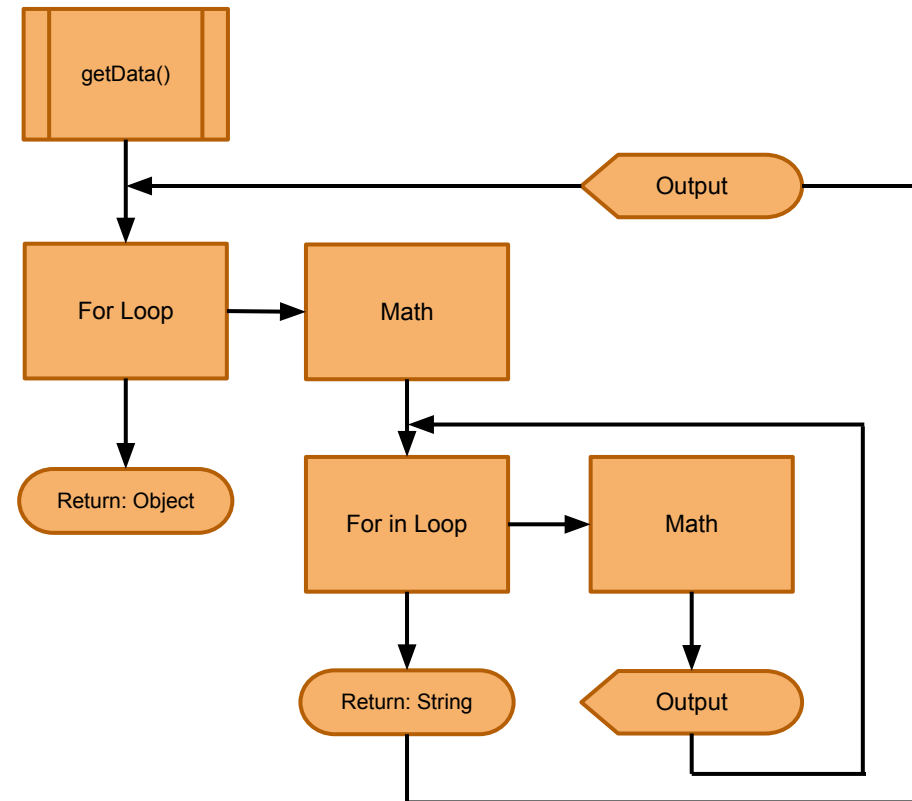 getData()
Output
For Loop
Math
Return: Object
For in Loop
Math
Return: String
Output